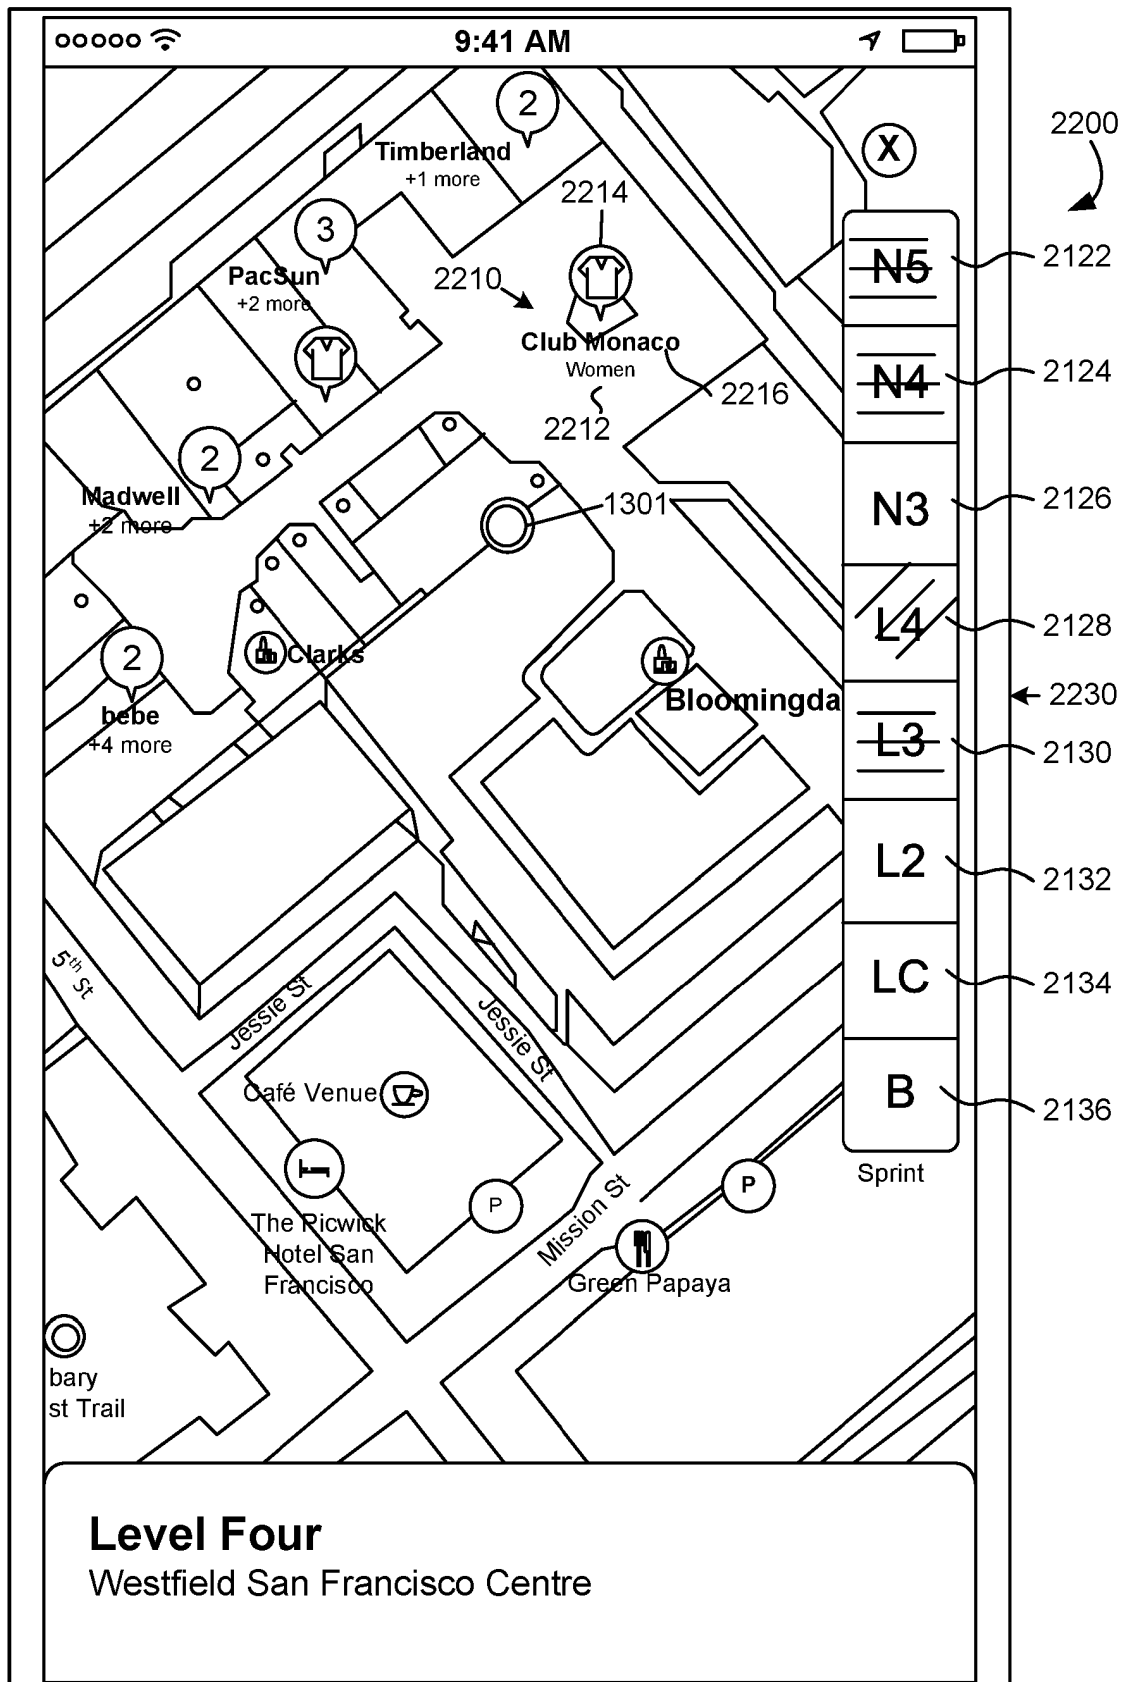 9:41 AM
2200
X
2
Timberland
+1 more
2214
3
2122
N5
PacSun
+2 more
2210
Club Monaco
Women
2216
2212
2124
N4
2
Madwell
+2 more
1301
N3
2126
L4
2128
2
Clarks
bebe
+4 more
Bloomingda
2230
L3
2130
L2
2132
5th St
Jessie St
Jessie St
LC
2134
Café Venue
B
2136
Sprint
P
P
The Picwick
Hotel San
Francisco
Mission St
Green Papaya
bary
st Trail
Level Four
Westfield San Francisco Centre